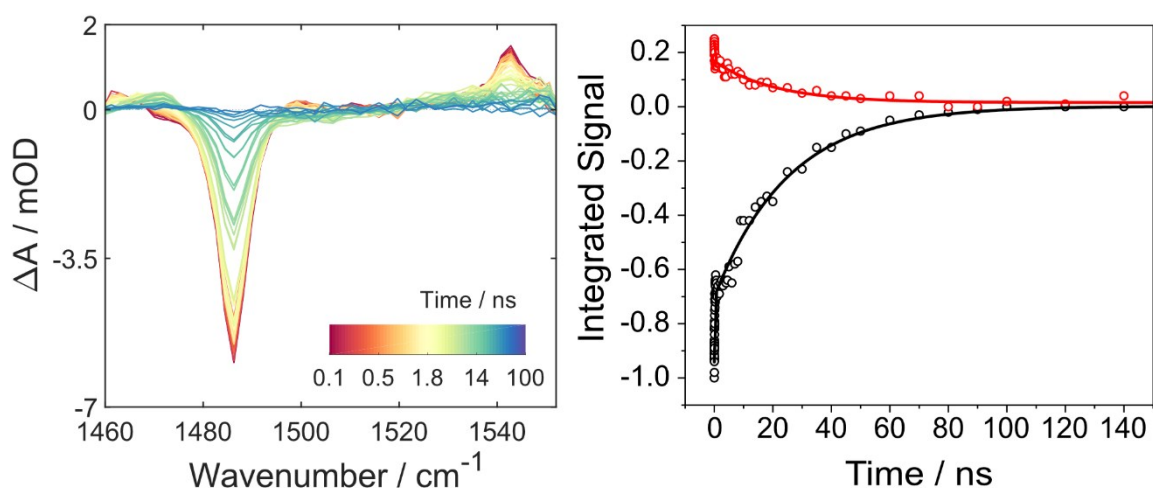 2
0
-3.5
-7
ΔA / mOD
Time / ns
0.1 0.5 1.8 14 100
1460 1480 1500 1520 1540
Wavenumber / cm-1
0.2
0.0
-0.2
-0.4
-0.6
-0.8
-1.0
Integrated Signal
0 20 40 60 80 100 120 140
Time / ns